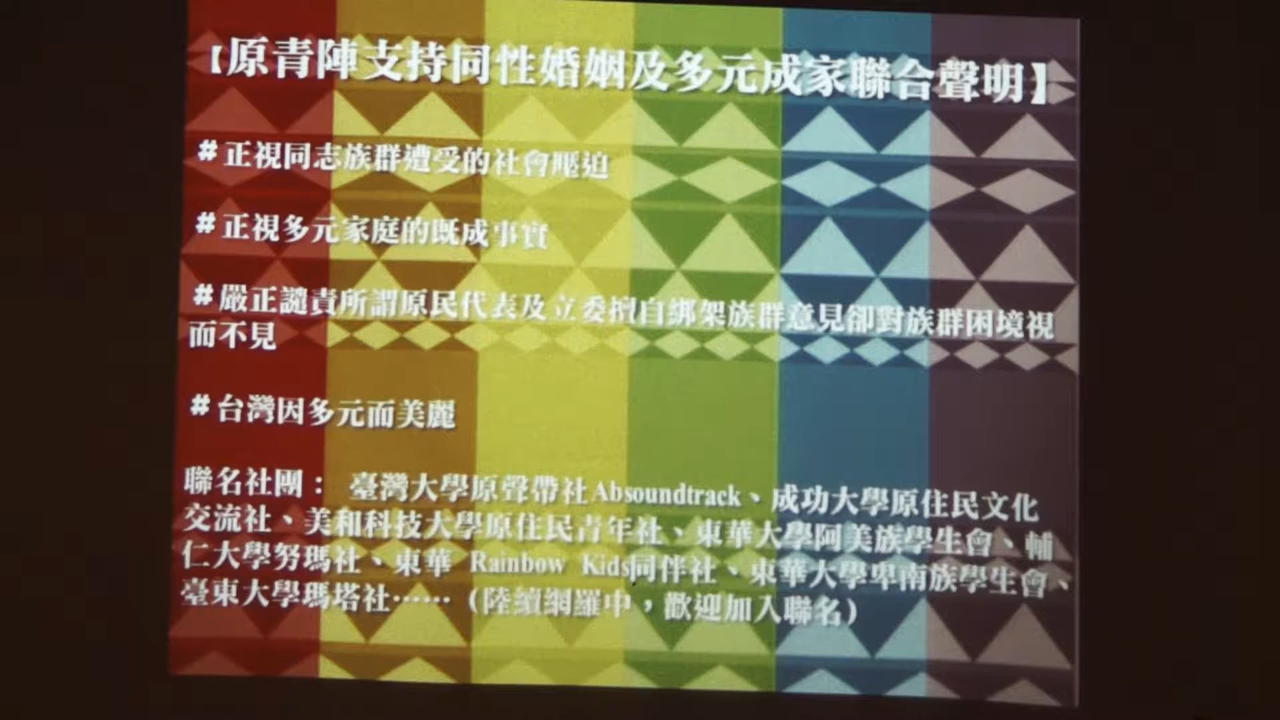 【原青陣支持同性婚姻及多元成家聯合聲明】
#正視同志族群遭受的社會壓迫
#正視多元家庭的既成事實
#嚴正譴責所謂原民代表及立委擅自綁架族群意見卻對族群困境視
而不見
#台灣因多元而美麗
聯名社團： 臺灣大學原聲帶社Absoundtrack、成功大學原住民文化
交流社、美和科技大學原住民青年社、東華大學阿美族學生會、輔
仁大學努瑪社、東華 Rainbow Kids同伴社、東華大學卑南族學生會、
臺東大學瑪塔社……（陸續網羅中，歡迎加入聯名）